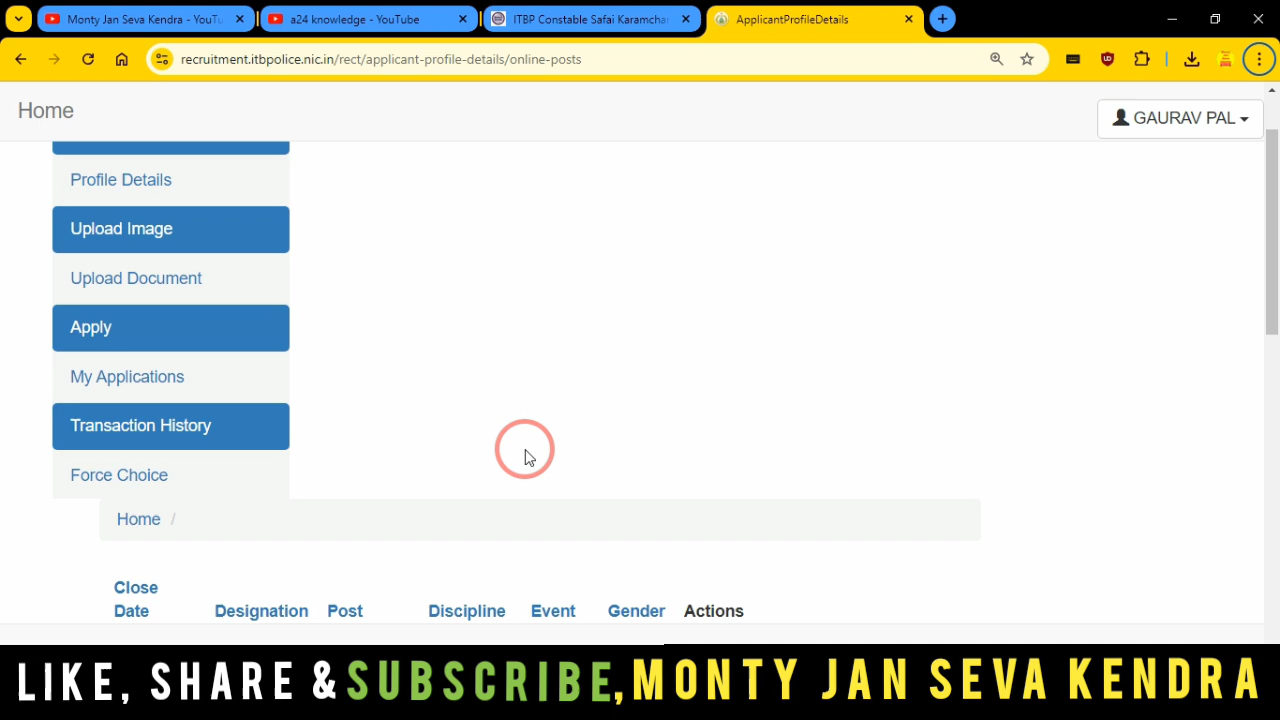 Monty Jan Seva Kendra - YouTu
a24 knowledge - YouTube
ITBP Constable Safai Karamchar
ApplicantProfileDetails
recruitment.itbpolice.nic.in/rect/applicant-profile-details/online-posts
Home
GAURAV PAL
Profile Details
Upload Image
Upload Document
Apply
My Applications
Transaction History
Force Choice
Home /
Close Date Designation Post Discipline Event Gender Actions
LIKE, SHARE & SUBSCRIBE, MONTY JAN SEVA KENDRA